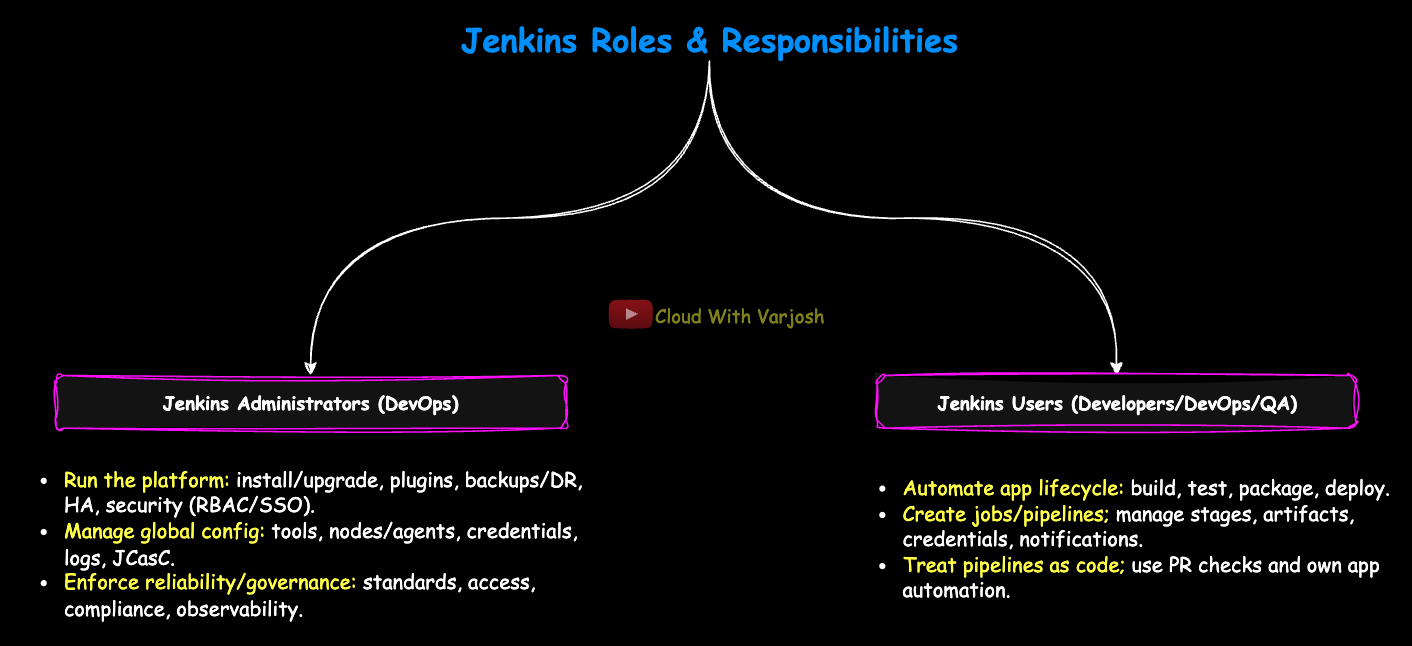 Jenkins Roles & Responsibilities
Cloud With Varjosh
Jenkins Administrators (DevOps)
• Run the platform: install/upgrade, plugins, backups/DR,
HA, security (RBAC/SSO).
• Manage global config: tools, nodes/agents, credentials,
logs, JCasC.
• Enforce reliability/governance: standards, access,
compliance, observability.
Jenkins Users (Developers/DevOps/QA)
• Automate app lifecycle: build, test, package, deploy.
• Create jobs/pipelines; manage stages, artifacts,
credentials, notifications.
• Treat pipelines as code; use PR checks and own app
automation.